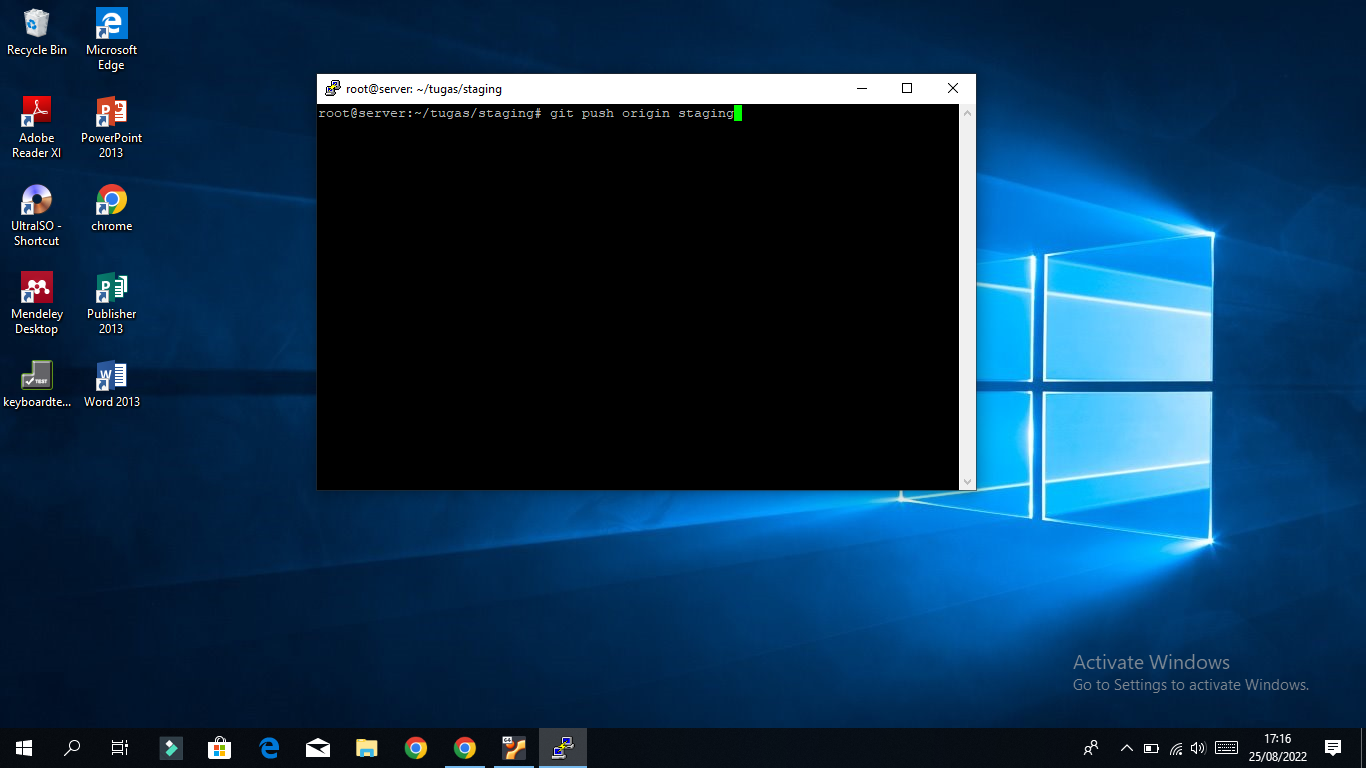 Recycle Bin
Microsoft
Edge
Adobe
Reader XI
PowerPoint
2013
UltraISO -
Shortcut
chrome
Mendeley
Desktop
Publisher
2013
keyboardte...
Word 2013
root@server: ~/tugas/staging
root@server:~/tugas/staging# git push origin staging
Activate Windows
Go to Settings to activate Windows.
64
17:16
25/08/2022